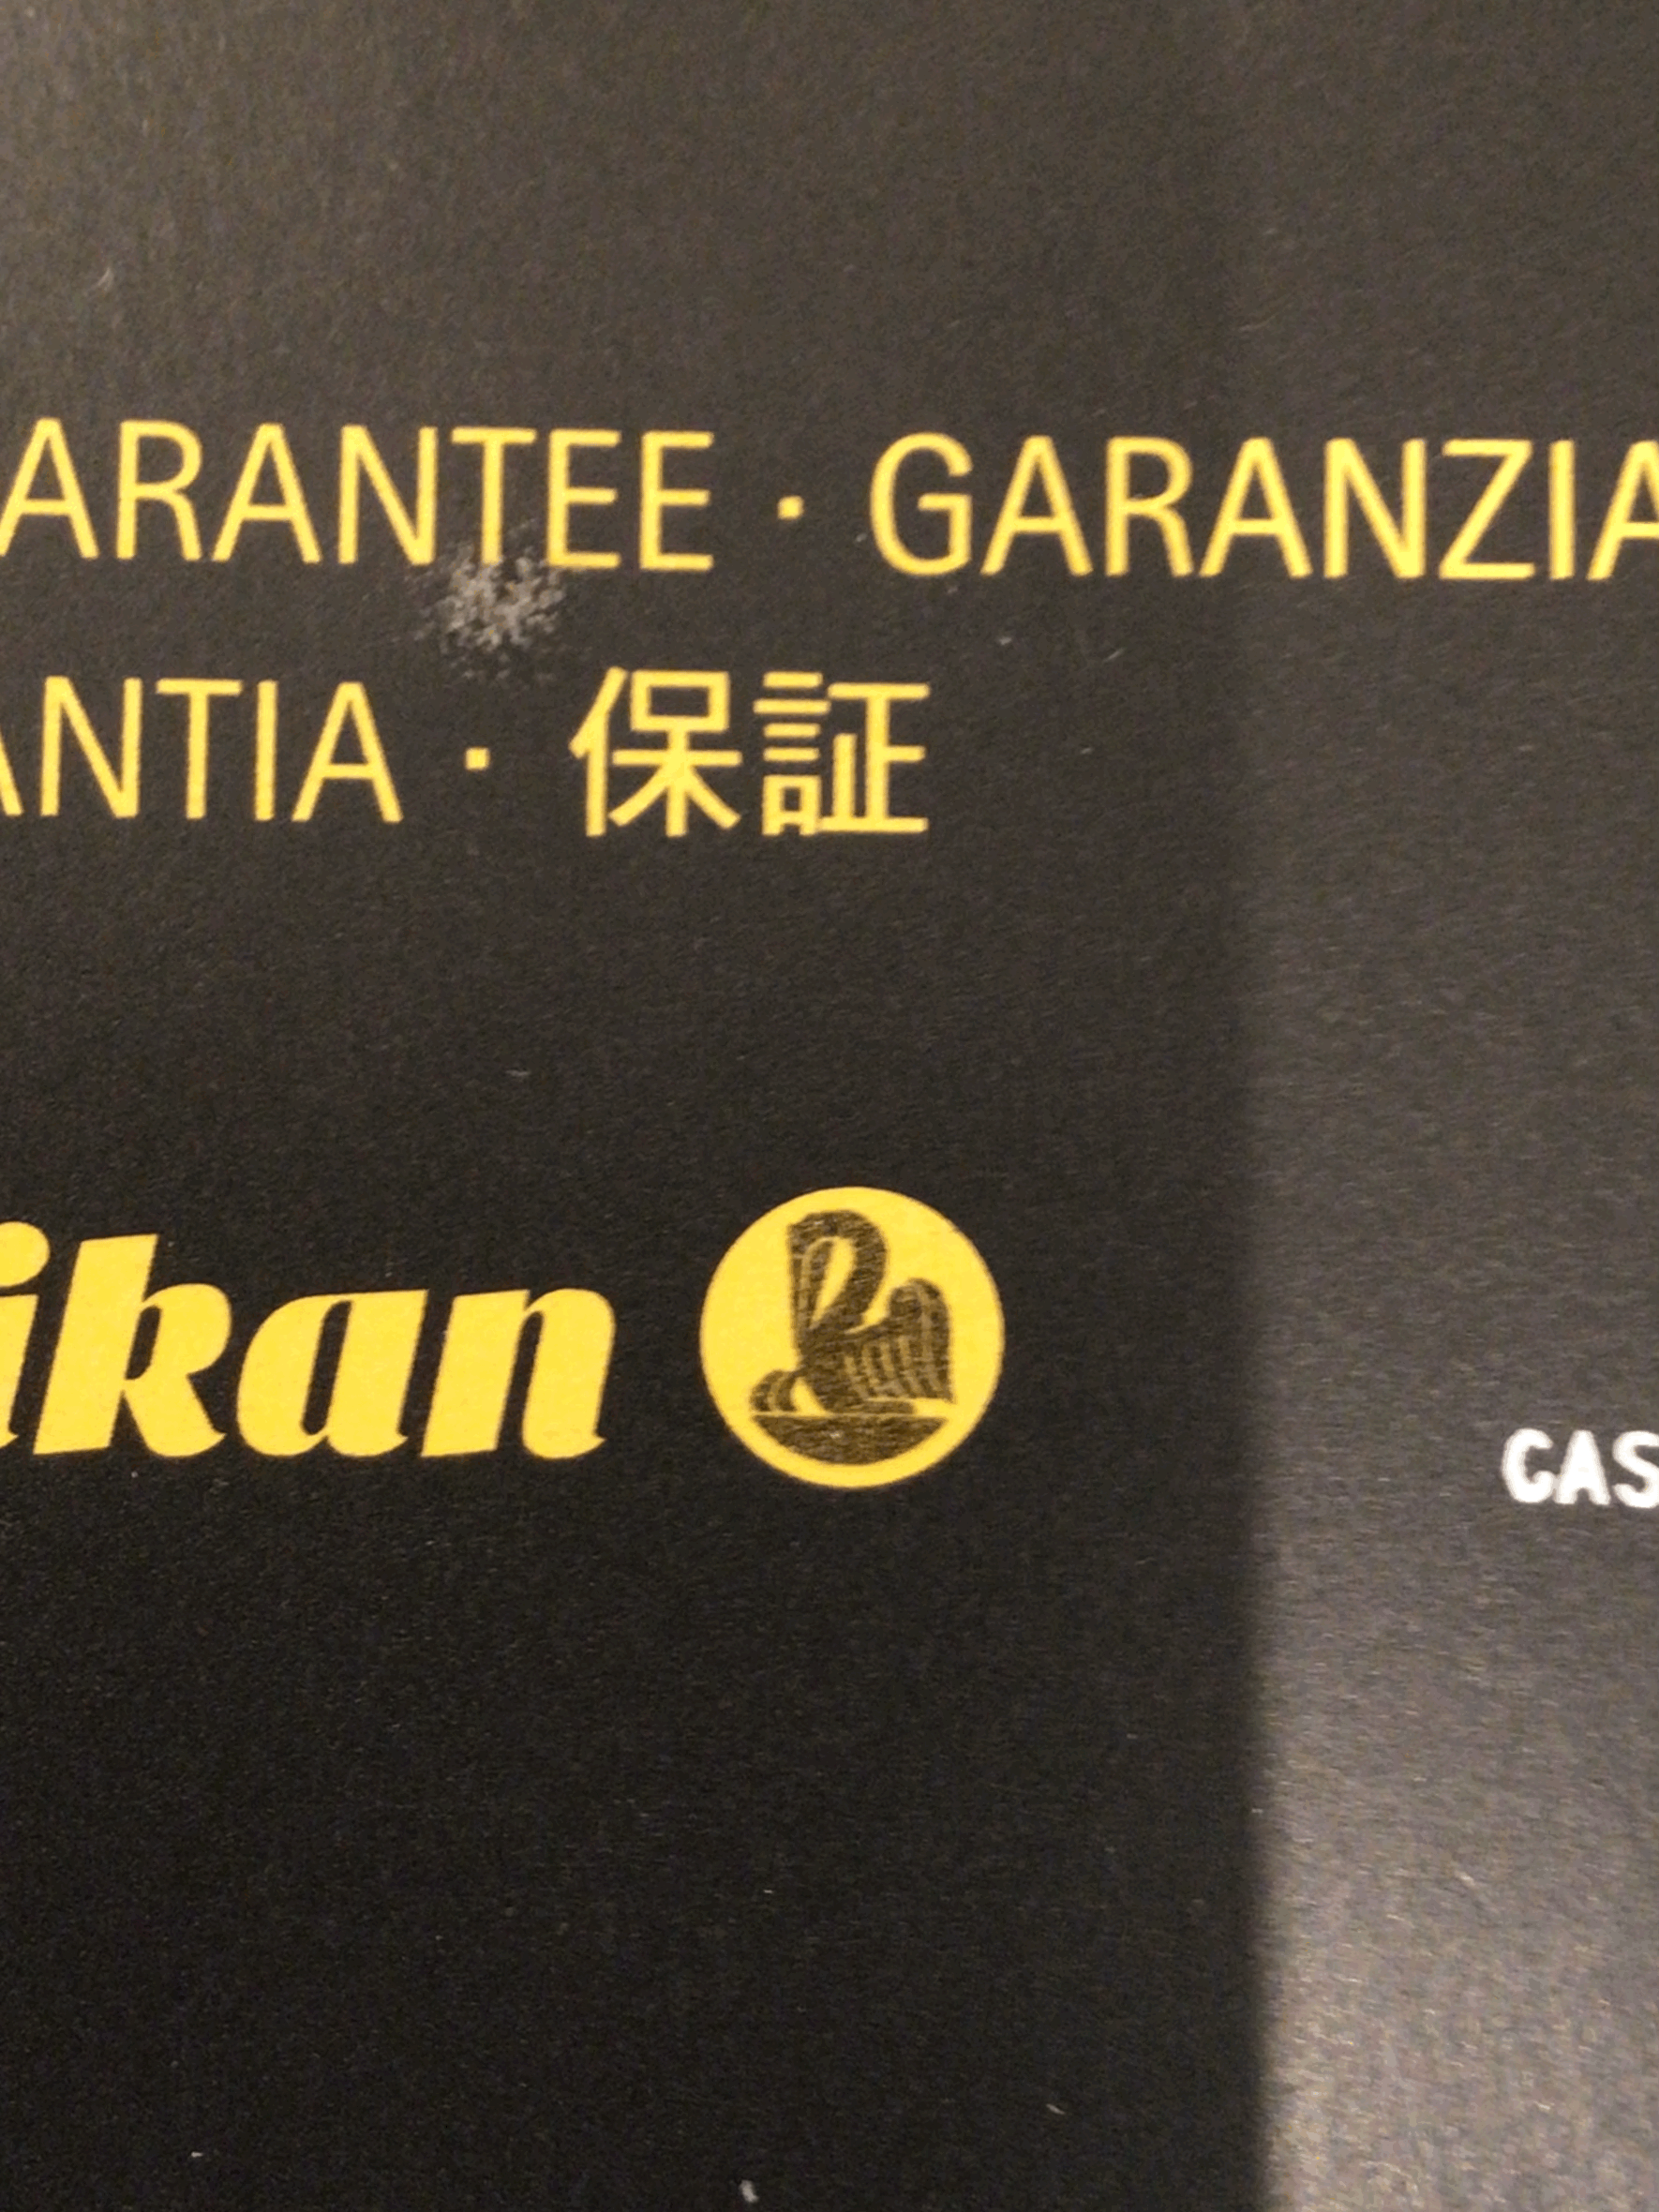 ARANTEE · GARANZIA
ANTIA · 保証
ikan
CAS